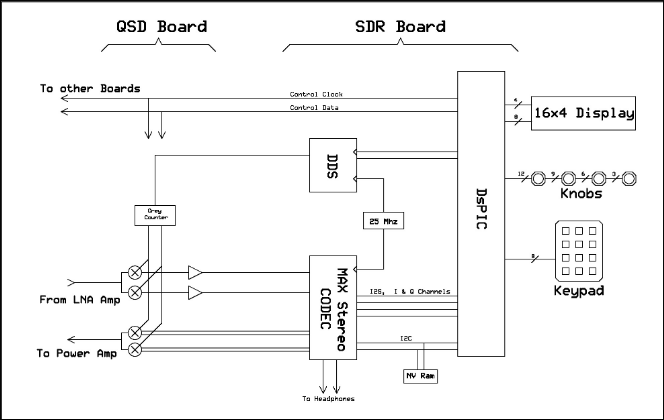 QSD Board
SDR Board
To other Boards
Control Clock
Control Data
4
8
16x4 Display
DDS
DsPIC
12
9
6
3
Knobs
Grey
Counter
25 Mhz
8
Keypad
MAX Stereo
CODEC
From LNA Amp
I2S, I & Q Channels
To Power Amp
I2C
NV Ram
To Headphones